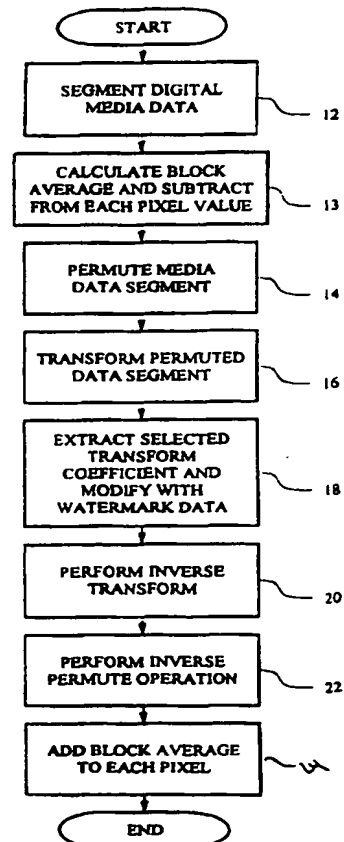 START
SEGMENT DIGITAL
MEDIA DATA
12
CALCULATE BLOCK
AVERAGE AND SUBTRACT
FROM EACH PIXEL VALUE
13
PERMUTE MEDIA
DATA SEGMENT
14
TRANSFORM PERMUTED
DATA SEGMENT
16
EXTRACT SELECTED
TRANSFORM
COEFFICIENT AND
MODIFY WITH
WATERMARK DATA
18
PERFORM INVERSE
TRANSFORM
20
PERFORM INVERSE
PERMUTE OPERATION
22
ADD BLOCK AVERAGE
TO EACH PIXEL
END